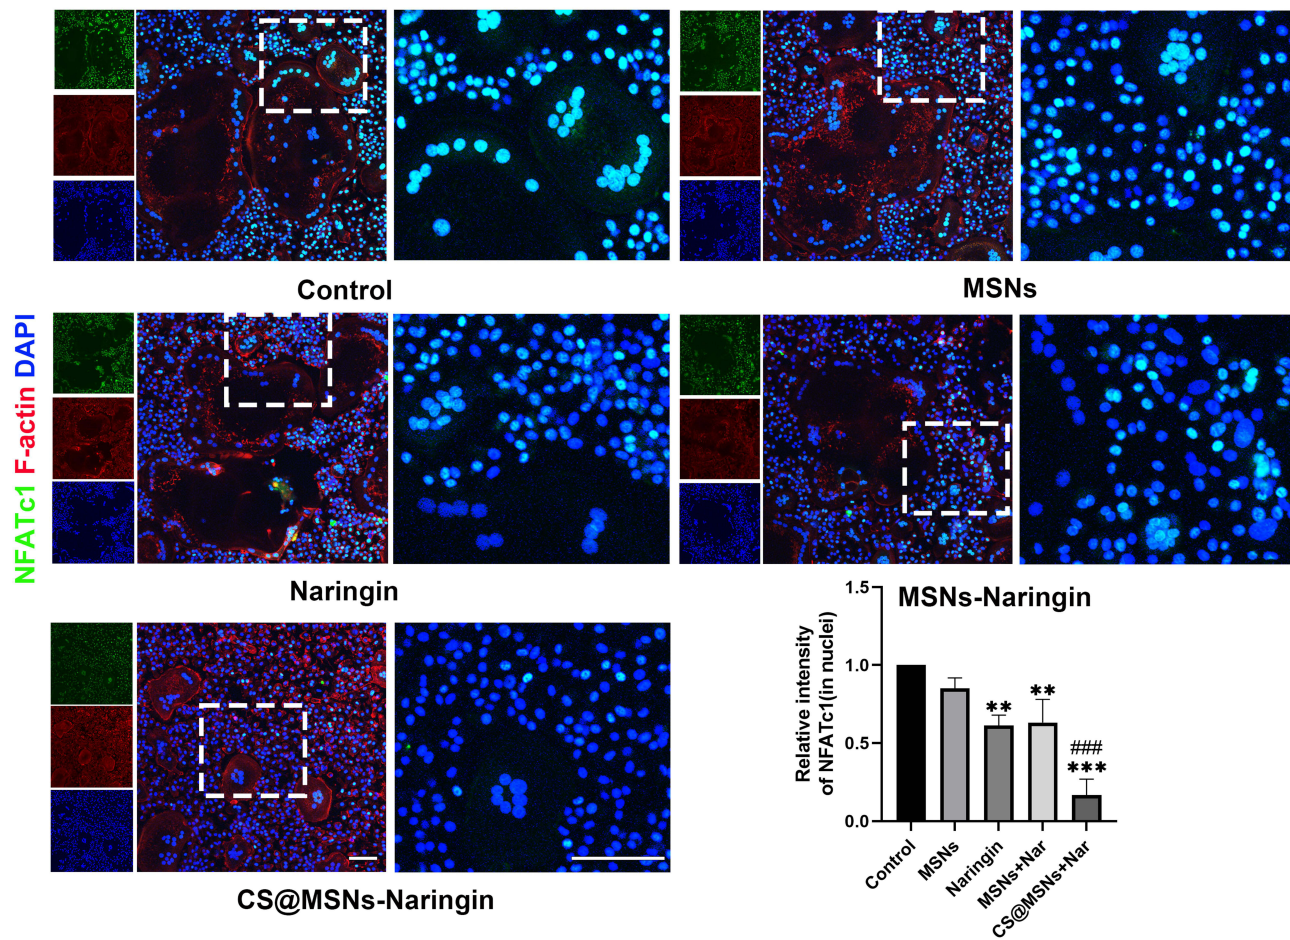 NFATc1 F-actin DAPI
Control
MSNs
Naringin
MSNs-Naringin
CS@MSNs-Naringin
Relative intensity
of NFATc1(in nuclei)
1.5
1.0
0.5
0.0
**
**
###
***
Control
MSNs
Naringin
MSNs+Nar
CS@MSNs+Nar